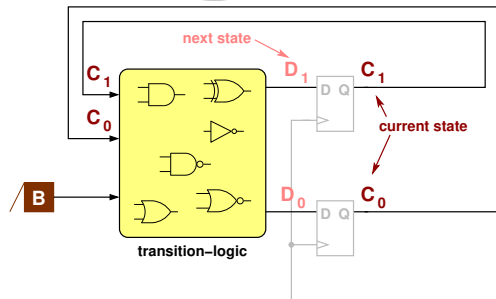 next state
D1
C1
D Q
C1
C0
current state
B
D0
C0
D Q
transition–logic